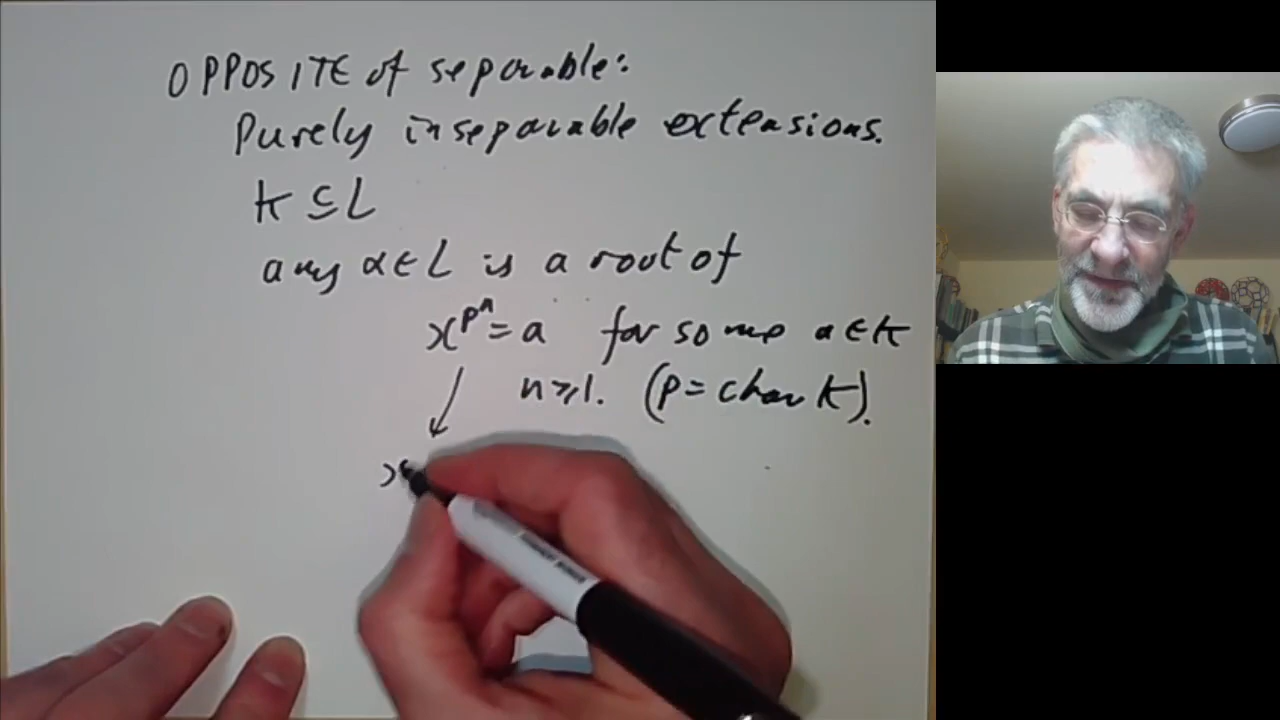 OPPOSITE of separable:
Purely inseparable extensions.
K ⊆ L
any α ∈ L is a root of
x^{p^n} = a for some a ∈ K
n ≥ 1. (p = char K).
x